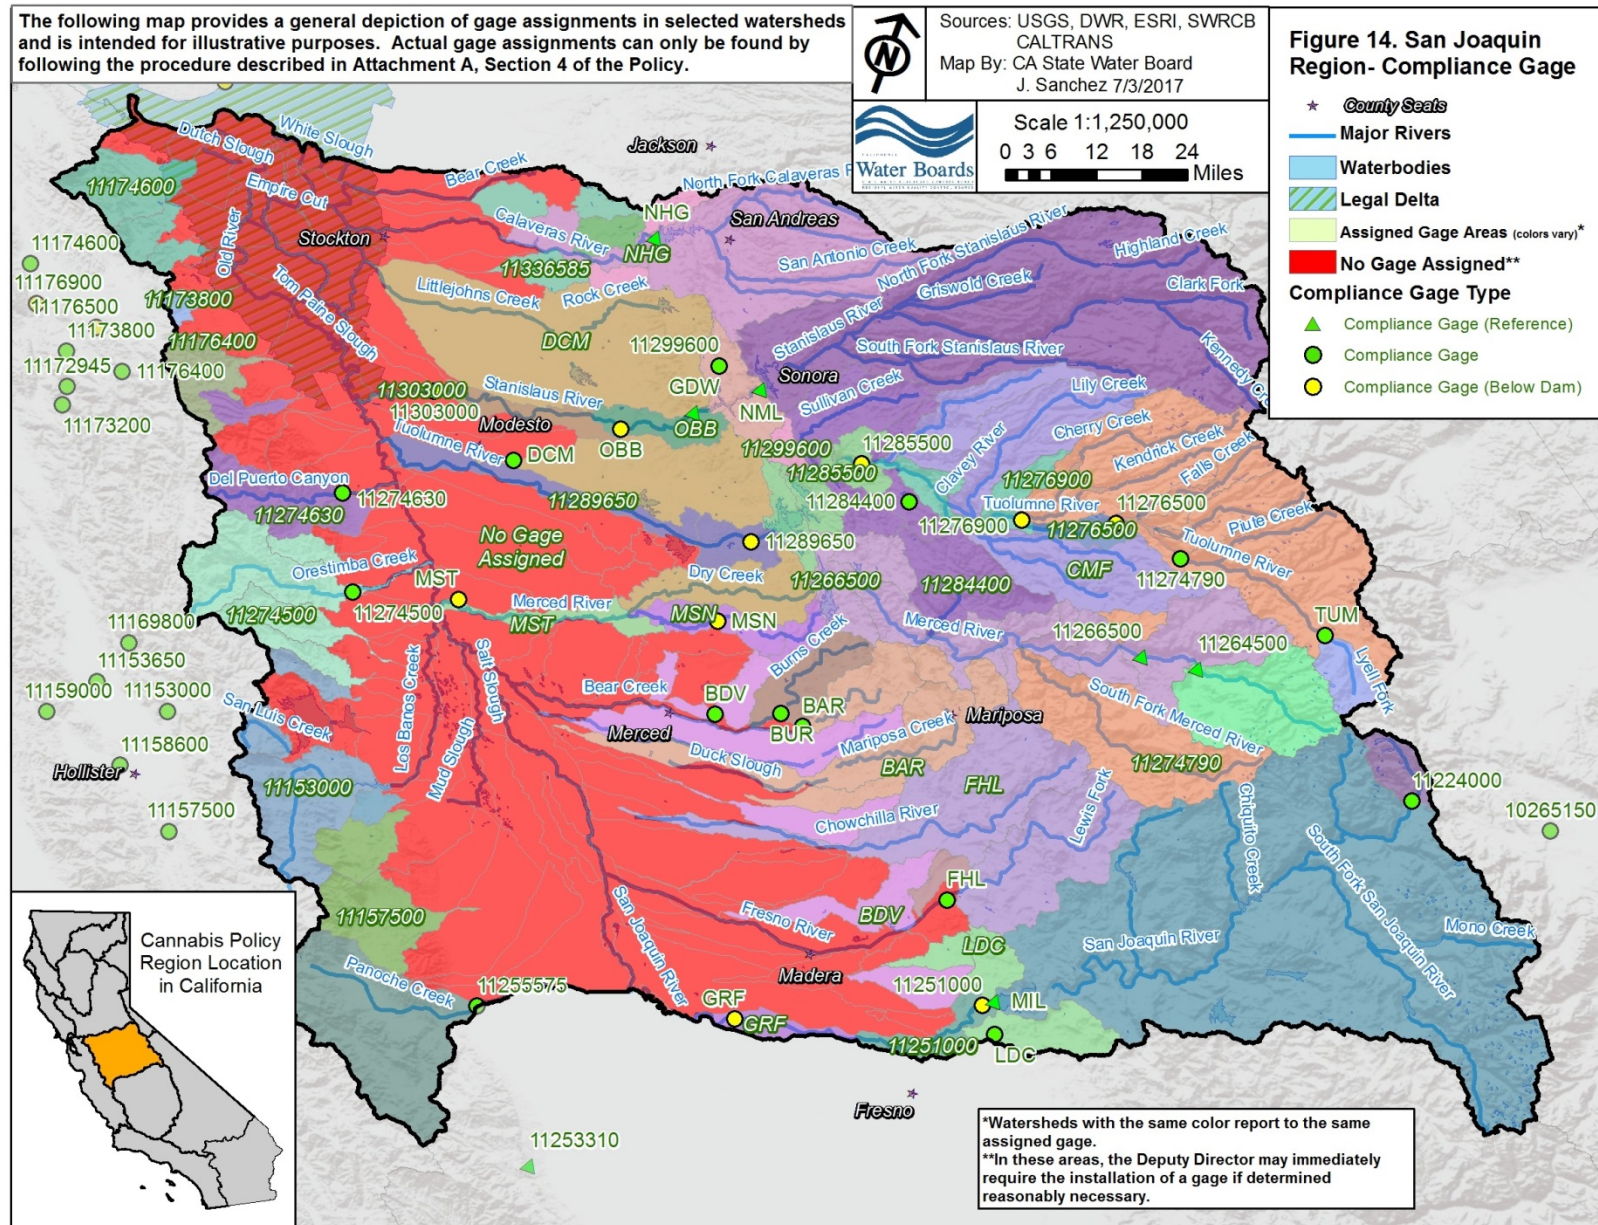 The following map provides a general depiction of gage assignments in selected watersheds
and is intended for illustrative purposes.  Actual gage assignments can only be found by
following the procedure described in Attachment A, Section 4 of the Policy.
N
Sources: USGS, DWR, ESRI, SWRCB
CALTRANS
Map By: CA State Water Board
J. Sanchez 7/3/2017
Water Boards
Scale 1:1,250,000
0 3 6 12 18 24
Miles
Figure 14. San Joaquin
Region- Compliance Gage
County Seats
Major Rivers
Waterbodies
Legal Delta
Assigned Gage Areas (colors vary)*
No Gage Assigned**
Compliance Gage Type
Compliance Gage (Reference)
Compliance Gage
Compliance Gage (Below Dam)
Dutch Slough
White Slough
Jackson
11174600
Empire Cut
Bear Creek
North Fork Calaveras R
NHG
San Andreas
Old River
Stockton
Calaveras River
NHG
San Antonio Creek
North Fork Stanislaus River
Highland Creek
11174600
11176900
11176500
11173800
11336585
Griswold Creek
Clark Fork
Tom Paine Slough
Littlejohns Creek
Rock Creek
11173800
11176400
DCM
11299600
Stanislaus River
South Fork Stanislaus River
Kennedy Cre
11172945
11176400
GDW
Sonora
Lily Creek
11173200
11303000
Stanislaus River
NML
Sullivan Creek
11303000
Modesto
OBB
OBB
Cherry Creek
Tuolumne River
DCM
11299600
11285500
11285500
Clavey River
Kendrick Creek
Falls Creek
Del Puerto Canyon
11274630
11274630
11289650
11284400
11276900
11276900
Tuolumne River
11276500
11276500
Piute Creek
No Gage
Assigned
11289650
Tuolumne River
Orestimba Creek
MST
Dry Creek
11266500
11284400
CMF
11274790
11274500
11274500
Merced River
MST
MSN
MSN
Merced River
11266500
11264500
TUM
11169800
11153650
Burns Creek
Lyell Fork
11159000
11153000
Los Banos Creek
Salt Slough
Bear Creek
BDV
BAR
BUR
Mariposa
South Fork Merced River
San Luis Creek
Merced
Duck Slough
Mariposa Creek
BAR
11274790
11158600
Hollister
Mud Slough
11153000
FHL
11224000
11157500
Chowchilla River
Lewis Fork
Chiquito Creek
10265150
FHL
South Fork San Joaquin River
11157500
BDV
Fresno River
LDC
San Joaquin River
Mono Creek
Cannabis Policy
Region Location
in California
San Joaquin River
Madera
Panoche Creek
11255575
11251000
MIL
GRF
GRF
11251000
LDC
Fresno
11253310
*Watersheds with the same color report to the same
assigned gage.
**In these areas, the Deputy Director may immediately
require the installation of a gage if determined
reasonably necessary.